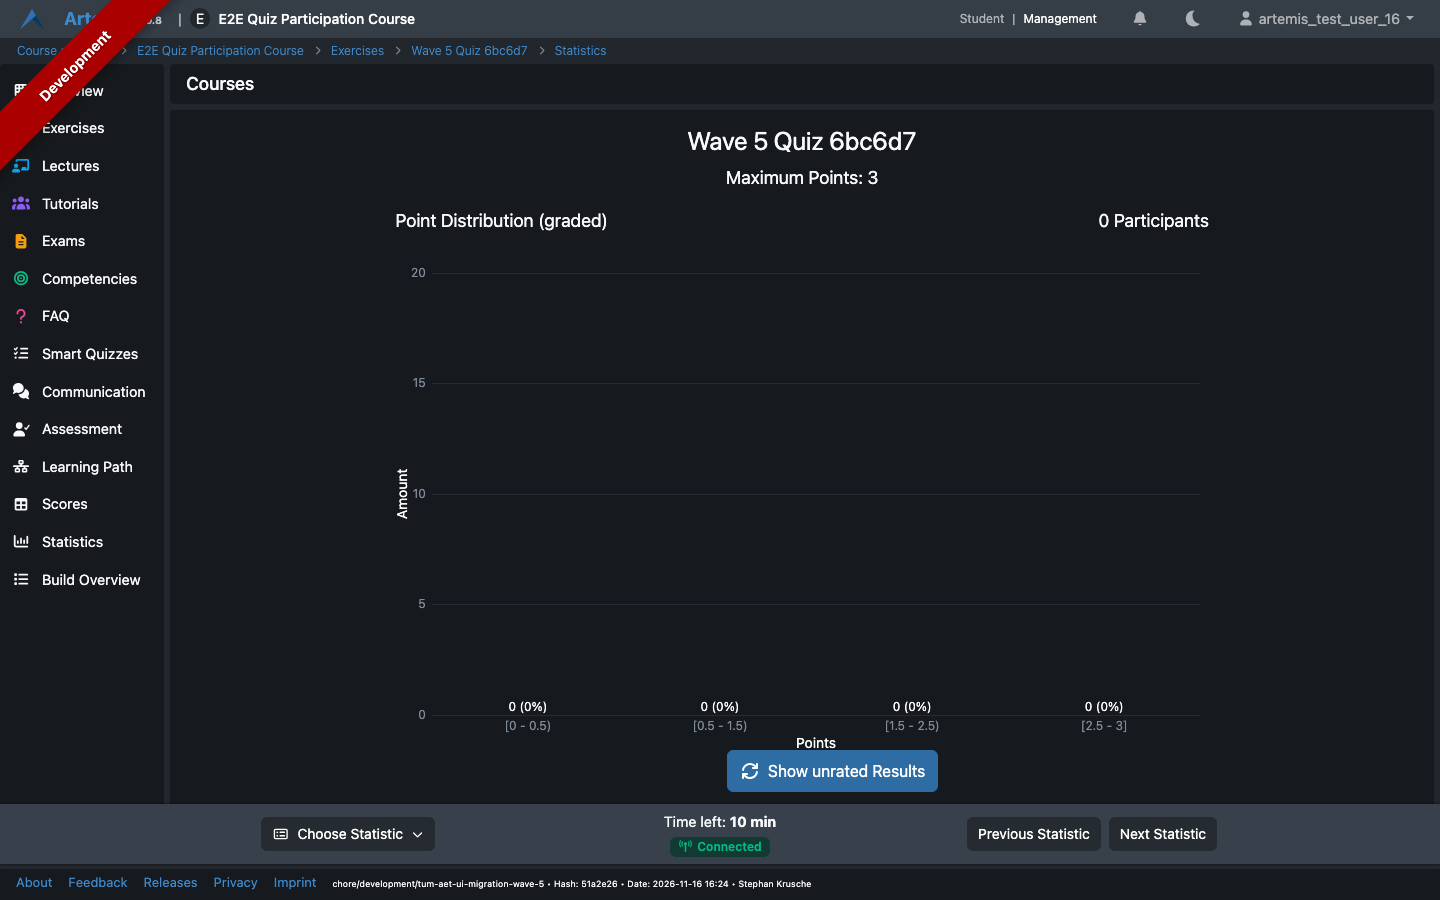 Development
E E2E Quiz Participation Course
Student | Management
artemis_test_user_16
Course
E2E Quiz Participation Course
Exercises
Wave 5 Quiz 6bc6d7
Statistics
Exercises
Lectures
Tutorials
Exams
Competencies
FAQ
Smart Quizzes
Communication
Assessment
Learning Path
Scores
Statistics
Build Overview
Courses
Wave 5 Quiz 6bc6d7
Maximum Points: 3
Point Distribution (graded)
0 Participants
20
15
10
5
0
Amount
0 (0%)
0 (0%)
0 (0%)
0 (0%)
[0 - 0.5)
[0.5 - 1.5)
[1.5 - 2.5)
[2.5 - 3]
Points
Show unrated Results
Choose Statistic
Time left: 10 min
Connected
Previous Statistic
Next Statistic
About
Feedback
Releases
Privacy
Imprint
chore/development/tum-aet-ui-migration-wave-5 • Hash: 51a2e26 • Date: 2026-11-16 16:24 • Stephan Krusche